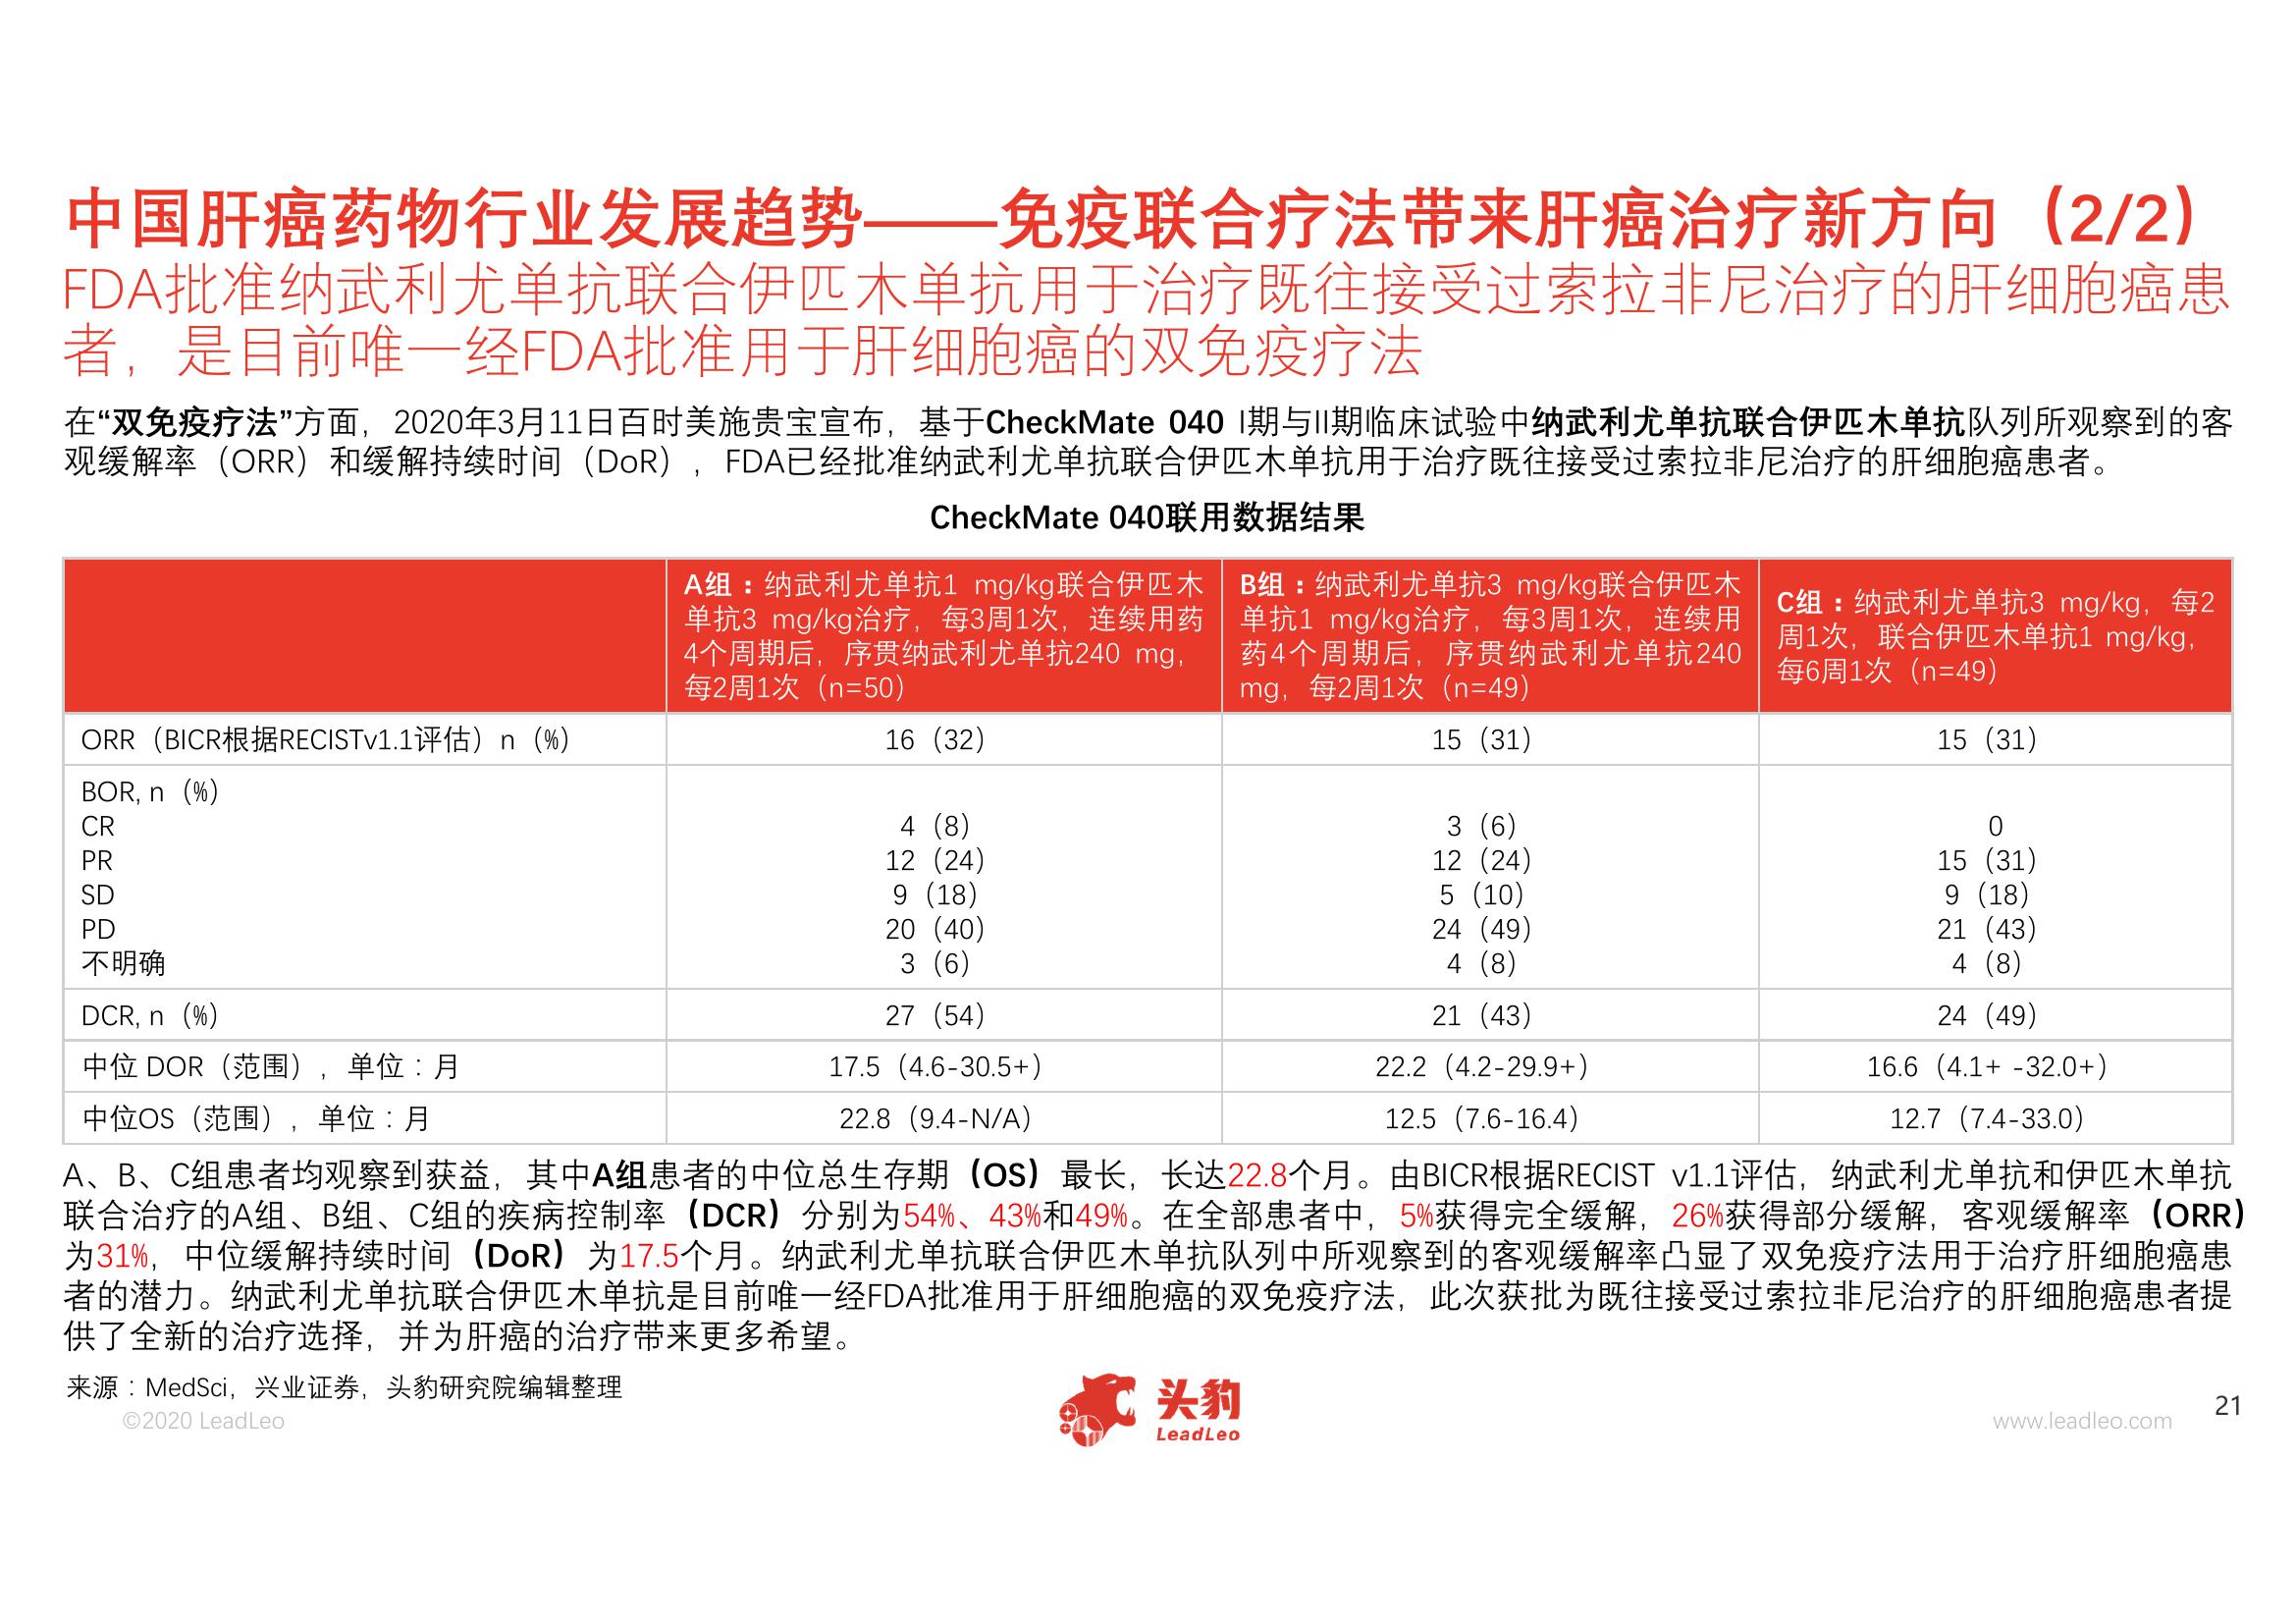 中国肝癌药物行业发展趋势——免疫联合疗法带来肝癌治疗新方向（2/2）
FDA批准纳武利尤单抗联合伊匹木单抗用于治疗既往接受过索拉非尼治疗的肝细胞癌患
者，是目前唯一经FDA批准用于肝细胞癌的双免疫疗法
在“双免疫疗法”方面，2020年3月11日百时美施贵宝宣布，基于CheckMate 040 I期与II期临床试验中纳武利尤单抗联合伊匹木单抗队列所观察到的客
观缓解率（ORR）和缓解持续时间（DoR），FDA已经批准纳武利尤单抗联合伊匹木单抗用于治疗既往接受过索拉非尼治疗的肝细胞癌患者。
CheckMate 040联用数据结果
A组：纳武利尤单抗1 mg/kg联合伊匹木
单抗3 mg/kg治疗，每3周1次，连续用药
4个周期后，序贯纳武利尤单抗240 mg，
每2周1次（n=50）
B组：纳武利尤单抗3 mg/kg联合伊匹木
单抗1 mg/kg治疗，每3周1次，连续用
药4个周期后，序贯纳武利尤单抗240
mg，每2周1次（n=49）
C组：纳武利尤单抗3 mg/kg，每2
周1次，联合伊匹木单抗1 mg/kg，
每6周1次（n=49）
ORR（BICR根据RECISTv1.1评估）n（%） 16（32） 15（31） 15（31）
BOR, n（%）
CR 4（8） 3（6） 0
PR 12（24） 12（24） 15（31）
SD 9（18） 5（10） 9（18）
PD 20（40） 24（49） 21（43）
不明确 3（6） 4（8） 4（8）
DCR, n（%） 27（54） 21（43） 24（49）
中位 DOR（范围），单位：月 17.5（4.6-30.5+） 22.2（4.2-29.9+） 16.6（4.1+ -32.0+）
中位OS（范围），单位：月 22.8（9.4-N/A） 12.5（7.6-16.4） 12.7（7.4-33.0）
A、B、C组患者均观察到获益，其中A组患者的中位总生存期（OS）最长，长达22.8个月。由BICR根据RECIST v1.1评估，纳武利尤单抗和伊匹木单抗
联合治疗的A组、B组、C组的疾病控制率（DCR）分别为54%、43%和49%。在全部患者中，5%获得完全缓解，26%获得部分缓解，客观缓解率（ORR）
为31%，中位缓解持续时间（DoR）为17.5个月。纳武利尤单抗联合伊匹木单抗队列中所观察到的客观缓解率凸显了双免疫疗法用于治疗肝细胞癌患
者的潜力。纳武利尤单抗联合伊匹木单抗是目前唯一经FDA批准用于肝细胞癌的双免疫疗法，此次获批为既往接受过索拉非尼治疗的肝细胞癌患者提
供了全新的治疗选择，并为肝癌的治疗带来更多希望。
来源：MedSci，兴业证券，头豹研究院编辑整理
©2020 LeadLeo
头豹
LeadLeo
www.leadleo.com
21